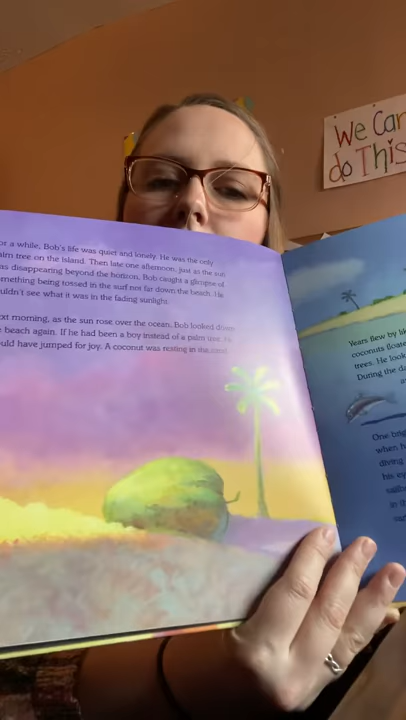 We Can
do This
or a while, Bob's life was quiet and lonely. He was the only
alm tree on the island. Then late one afternoon, just as the sun
as disappearing beyond the horizon, Bob caught a glimpse of
omething being tossed in the surf not far down the beach. He
uldn't see what it was in the fading sunlight.
ext morning, as the sun rose over the ocean, Bob looked down
e beach again. If he had been a boy instead of a palm tree, he
ould have jumped for joy. A coconut was resting in the sand
Years flew by
coconuts floate
trees. He look
During the da
One brig
when h
diving
his ey
sailb
in t